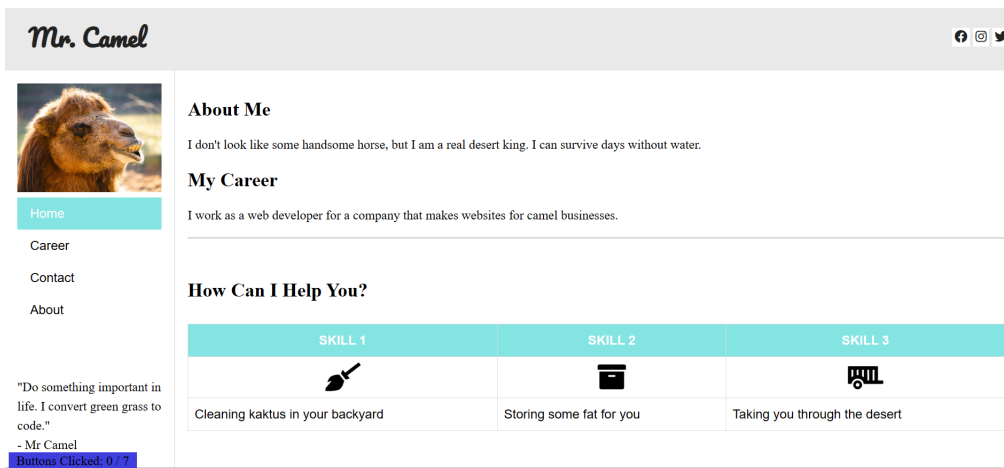 Mr. Camel
Home
Career
Contact
About
"Do something important in
life. I convert green grass to
code."
- Mr Camel
Buttons Clicked: 0 / 7
About Me
I don't look like some handsome horse, but I am a real desert king. I can survive days without water.
My Career
I work as a web developer for a company that makes websites for camel businesses.
How Can I Help You?
SKILL 1 SKILL 2 SKILL 3
Cleaning kaktus in your backyard Storing some fat for you Taking you through the desert